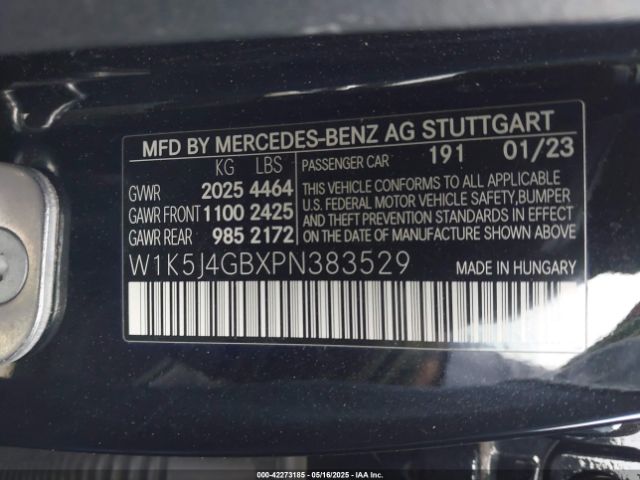 MFD BY MERCEDES-BENZ AG STUTTGART
KG LBS PASSENGER CAR 191 01/23
GVWR 2025 4464 THIS VEHICLE CONFORMS TO ALL APPLICABLE
U.S. FEDERAL MOTOR VEHICLE SAFETY,BUMPER
GAWR FRONT 1100 2425 AND THEFT PREVENTION STANDARDS IN EFFECT
GAWR REAR 985 2172 ON THE DATE OF MANUFACTURE SHOWN ABOVE
W1K5J4GBXPN383529 MADE IN HUNGARY
000-42273185 - 05/16/2025 - IAA Inc.